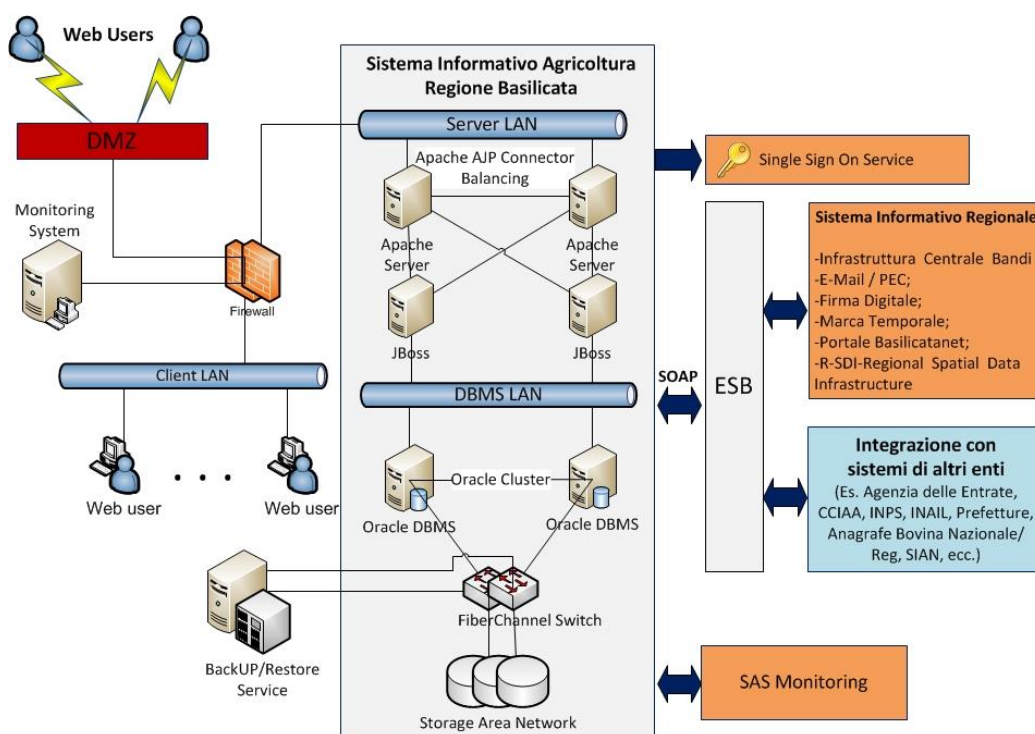 Web Users
DMZ
Monitoring
System
Firewall
Client LAN
Web user
. . .
Web user
BackUP/Restore
Service
Sistema Informativo Agricoltura
Regione Basilicata
Server LAN
Apache AJP Connector
Balancing
Apache
Server
Apache
Server
JBoss
JBoss
DBMS LAN
Oracle Cluster
Oracle DBMS
Oracle DBMS
FiberChannel Switch
Storage Area Network
SOAP
ESB
Single Sign On Service
Sistema Informativo Regionale
-Infrastruttura Centrale Bandi
-E-Mail / PEC;
-Firma Digitale;
-Marca Temporale;
-Portale Basilicatanet;
-R-SDI-Regional Spatial Data
Infrastructure
Integrazione con
sistemi di altri enti
(Es. Agenzia delle Entrate,
CCIAA, INPS, INAIL, Prefetture,
Anagrafe Bovina Nazionale/
Reg, SIAN, ecc.)
SAS Monitoring